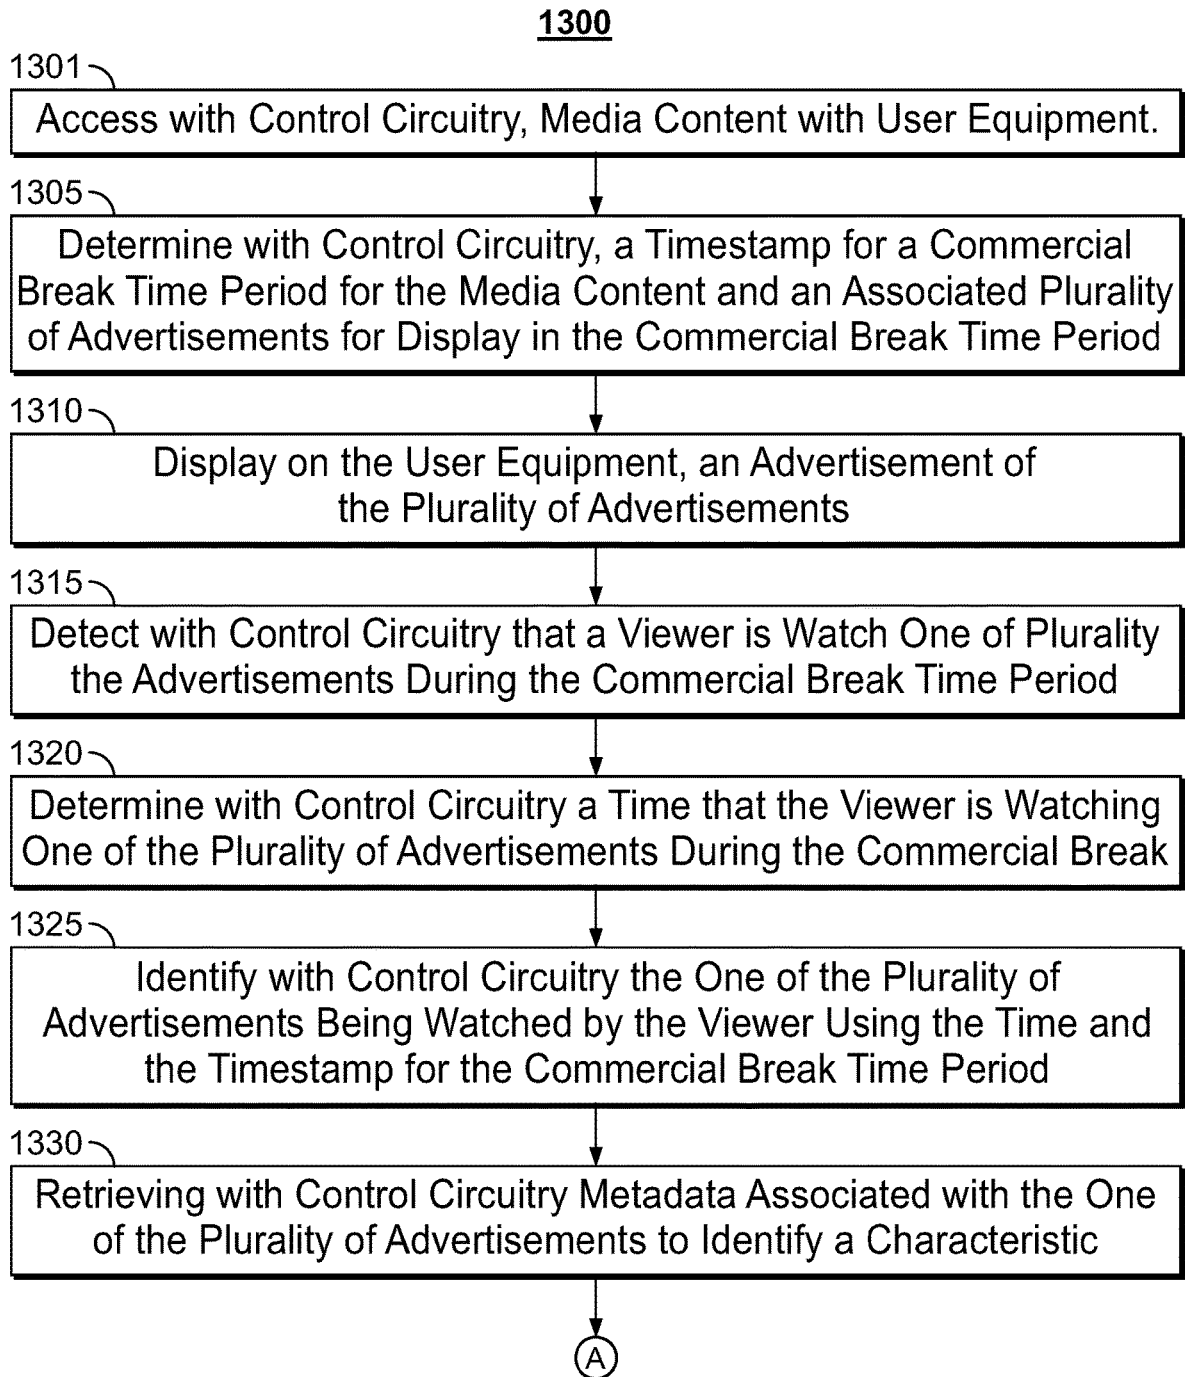 1300
1301
Access with Control Circuitry, Media Content with User Equipment.
1305
Determine with Control Circuitry, a Timestamp for a Commercial
Break Time Period for the Media Content and an Associated Plurality
of Advertisements for Display in the Commercial Break Time Period
1310
Display on the User Equipment, an Advertisement of
the Plurality of Advertisements
1315
Detect with Control Circuitry that a Viewer is Watch One of Plurality
the Advertisements During the Commercial Break Time Period
1320
Determine with Control Circuitry a Time that the Viewer is Watching
One of the Plurality of Advertisements During the Commercial Break
1325
Identify with Control Circuitry the One of the Plurality of
Advertisements Being Watched by the Viewer Using the Time and
the Timestamp for the Commercial Break Time Period
1330
Retrieving with Control Circuitry Metadata Associated with the One
of the Plurality of Advertisements to Identify a Characteristic
A